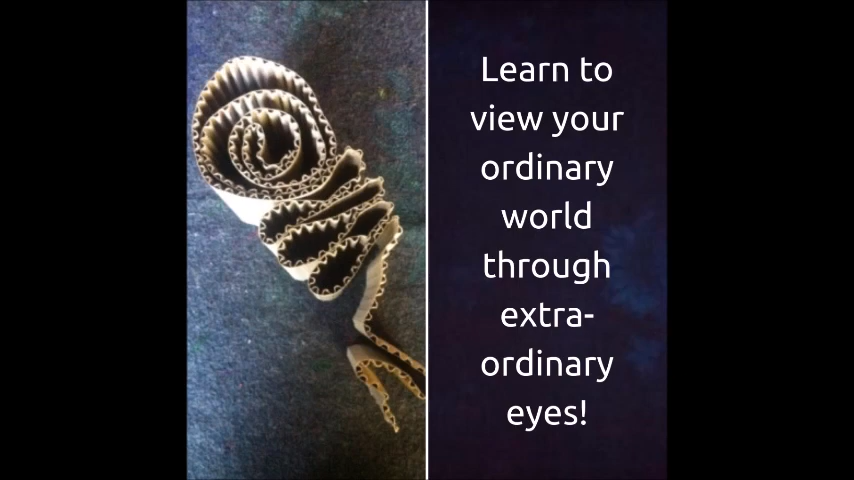 Learn to
view your
ordinary
world
through
extra-
ordinary
eyes!